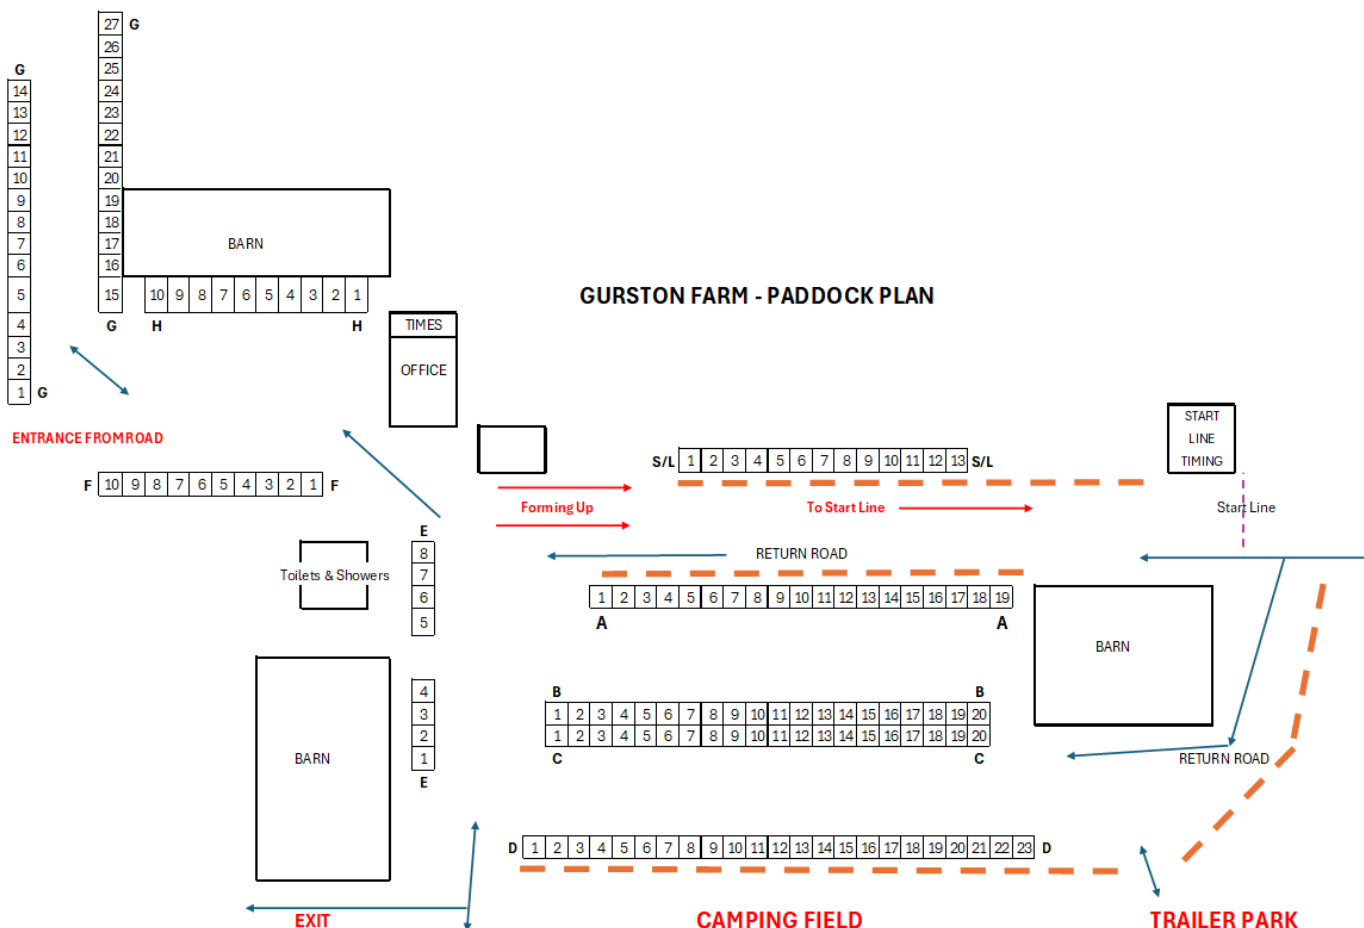 27 G
26
G 25
14 24
13 23
12 22
11 21
10 20
9 19
8 18
7 17
BARN
6 16
5 15 10 9 8 7 6 5 4 3 2 1
GURSTON FARM - PADDOCK PLAN
4 G H H
TIMES
3
2
OFFICE
1 G
START
LINE
TIMING
ENTRANCE FROM ROAD
S/L 1 2 3 4 5 6 7 8 9 10 11 12 13 S/L
F 10 9 8 7 6 5 4 3 2 1 F
Forming Up To Start Line Start Line
E
8
RETURN ROAD
7
Toilets & Showers
6
1 2 3 4 5 6 7 8 9 10 11 12 13 14 15 16 17 18 19
5
A A
BARN
4
B B
3
1 2 3 4 5 6 7 8 9 10 11 12 13 14 15 16 17 18 19 20
2
1 2 3 4 5 6 7 8 9 10 11 12 13 14 15 16 17 18 19 20
1
BARN
C C
RETURN ROAD
E
D 1 2 3 4 5 6 7 8 9 10 11 12 13 14 15 16 17 18 19 20 21 22 23 D
EXIT CAMPING FIELD TRAILER PARK